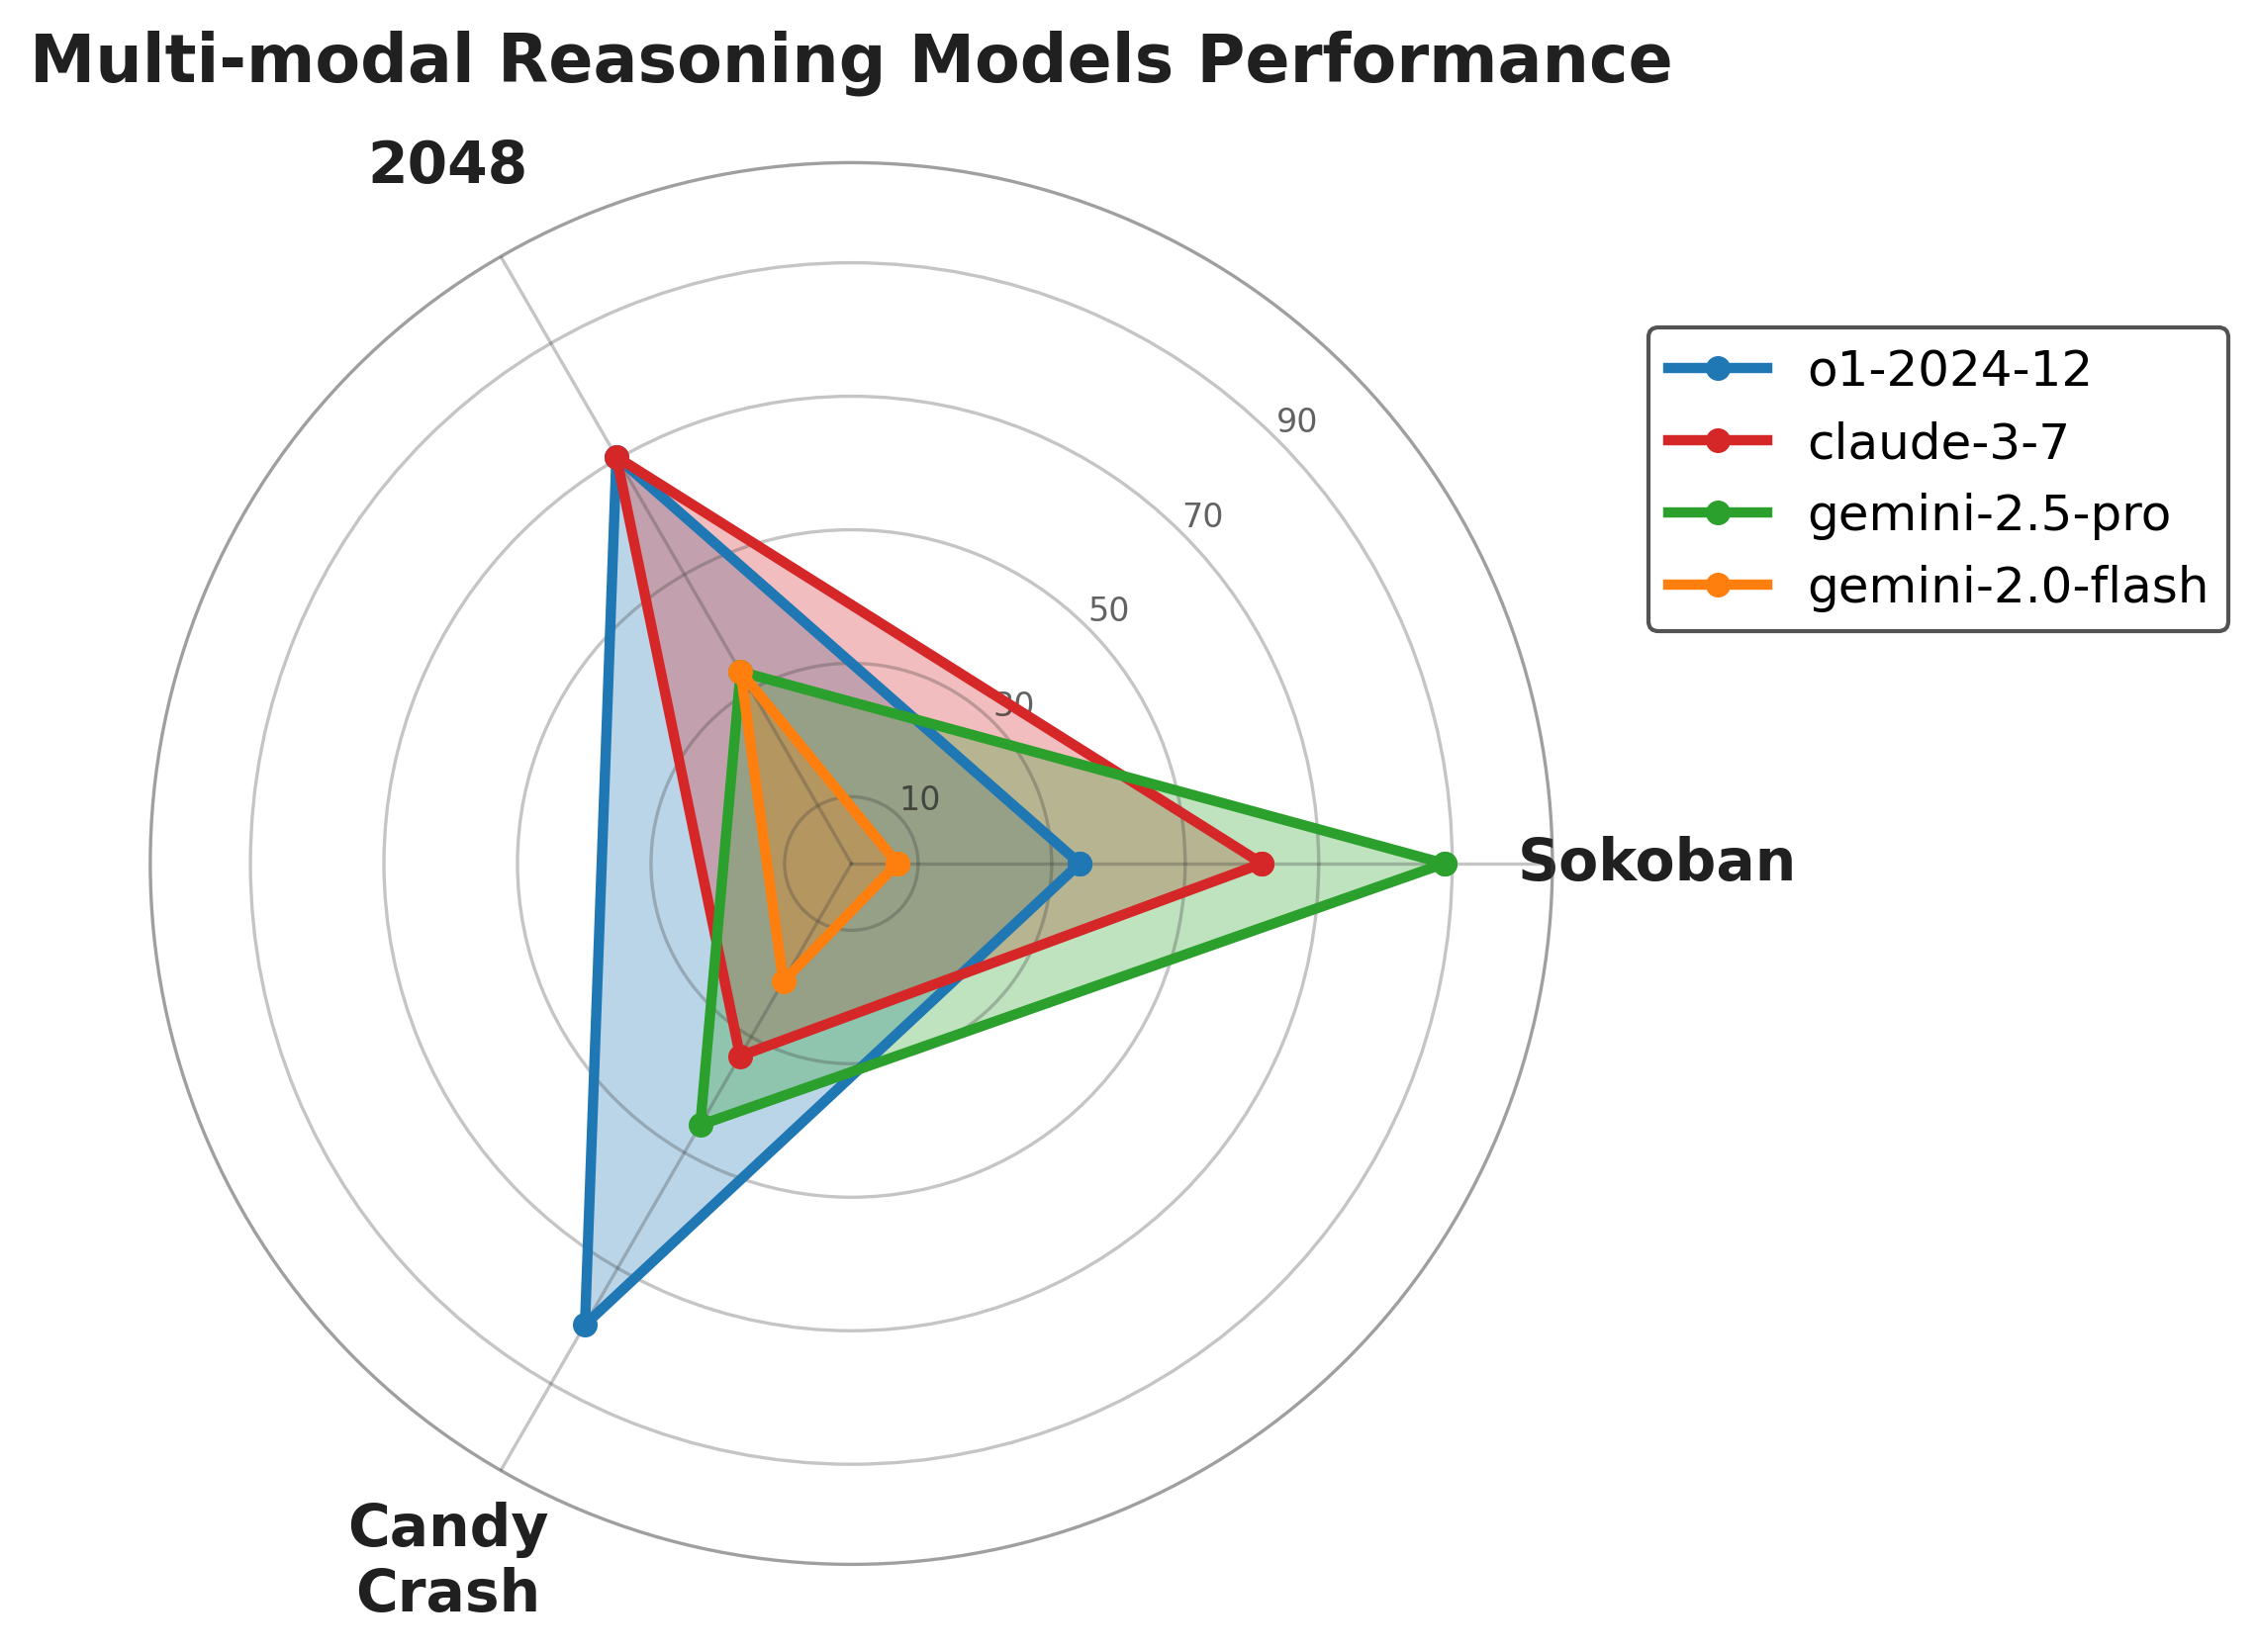 Multi-modal Reasoning Models Performance
2048
90
70
50
30
10
Sokoban
Candy
Crash
o1-2024-12
claude-3-7
gemini-2.5-pro
gemini-2.0-flash